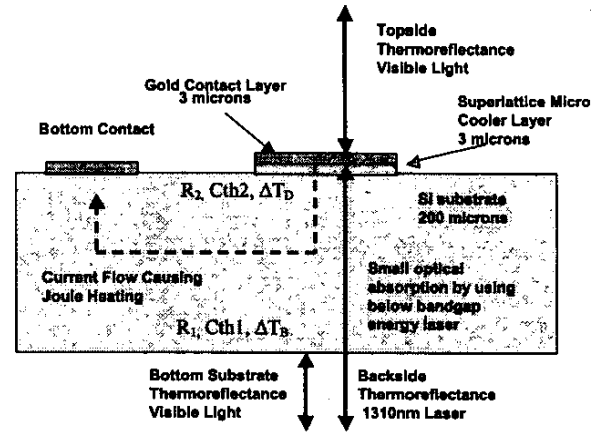 Topside
Thermoreflectance
Visible Light
Gold Contact Layer
3 microns
Superlattice Micro
Cooler Layer
3 microns
Bottom Contact
R2, Cth2, ΔTD
Si substrate
200 microns
Current Flow Causing
Joule Heating
Small optical
absorption by using
below bandgap
energy laser
R1, Cth1, ΔTB
Bottom Substrate
Thermoreflectance
Visible Light
Backside
Thermoreflectance
1310nm Laser